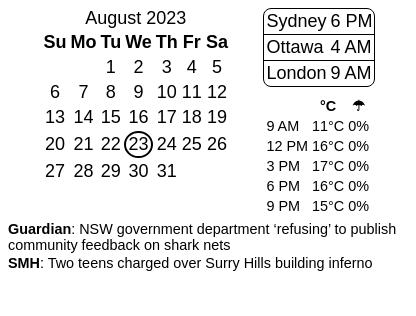 August 2023
Su Mo Tu We Th Fr Sa
1 2 3 4 5
6 7 8 9 10 11 12
13 14 15 16 17 18 19
20 21 22 23 24 25 26
27 28 29 30 31
Sydney 6 PM
Ottawa 4 AM
London 9 AM
°C ☂
9 AM 11°C 0%
12 PM 16°C 0%
3 PM 17°C 0%
6 PM 16°C 0%
9 PM 15°C 0%
Guardian: NSW government department ‘refusing’ to publish
community feedback on shark nets
SMH: Two teens charged over Surry Hills building inferno